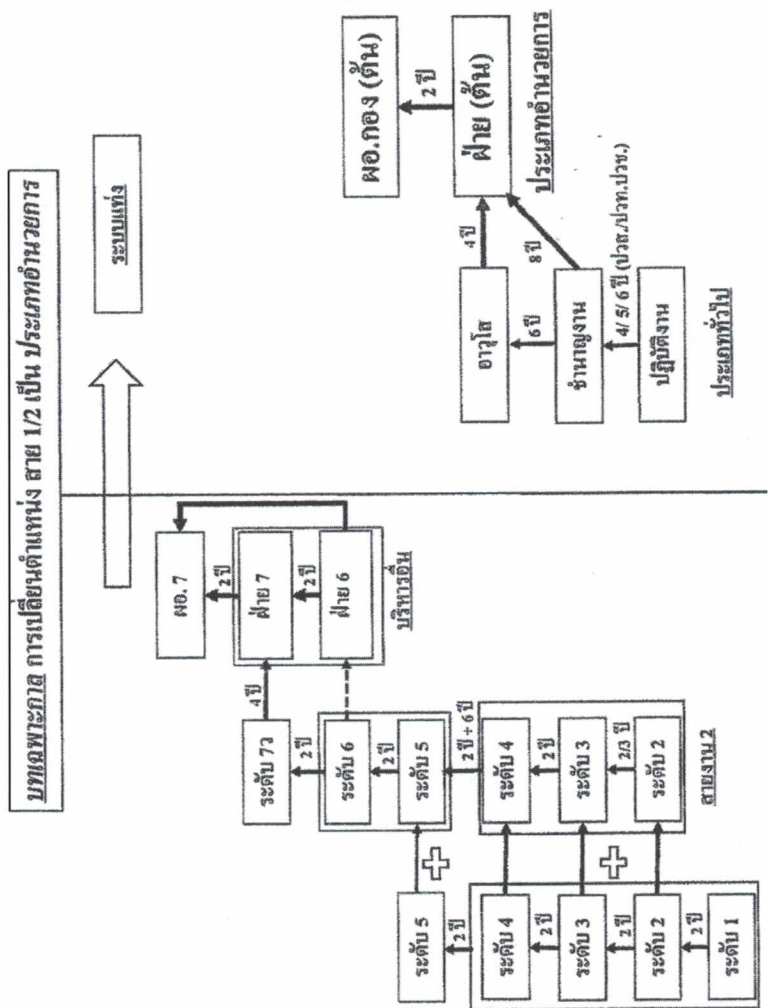 บทเฉพาะกาล การเปลี่ยนตำแหน่ง สาย 1/2 เป็น ประเภทอำนวยการ
ระบบแท่ง
ระดับ 5
2 ปี
ระดับ 4
2 ปี
ระดับ 3
2 ปี
ระดับ 2
2 ปี
ระดับ 1
ระดับ 7ว
2 ปี
ระดับ 6
2 ปี
ระดับ 5
2 ปี + 6 ปี
ระดับ 4
2 ปี
ระดับ 3
2/3 ปี
ระดับ 2
สายงาน 2
4 ปี
ผอ. 7
2 ปี
ฝ่าย 7
2 ปี
ฝ่าย 6
บริหารอื่น
อาวุโส
6 ปี
ชำนาญงาน
4/ 5/ 6 ปี (ปวส./ปวท.ปวช.)
ปฏิบัติงาน
ประเภททั่วไป
4 ปี
8 ปี
ผอ.กอง (ต้น)
2 ปี
ฝ่าย (ต้น)
ประเภทอำนวยการ